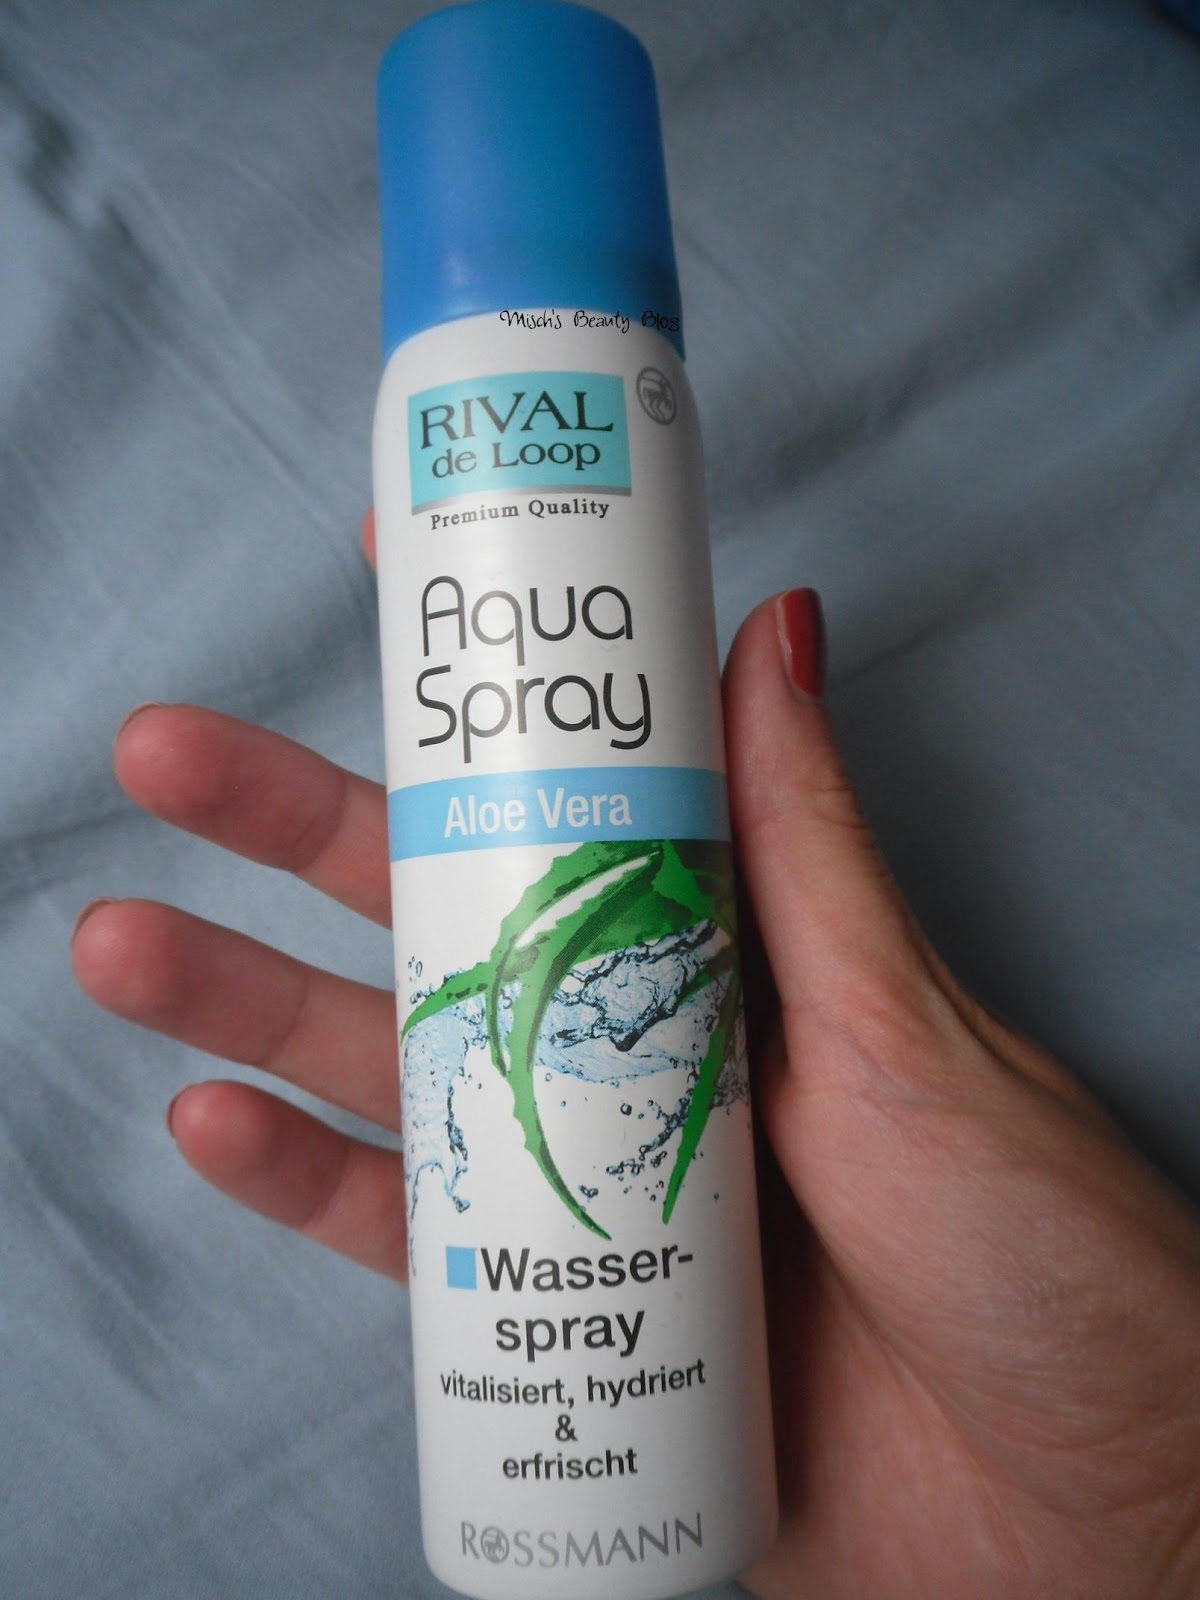 Misch's Beauty Blog
RIVAL
de Loop
Premium Quality
Aqua
Spray
Aloe Vera
Wasser-
spray
vitalisiert, hydriert
&
erfrischt
ROSSMANN